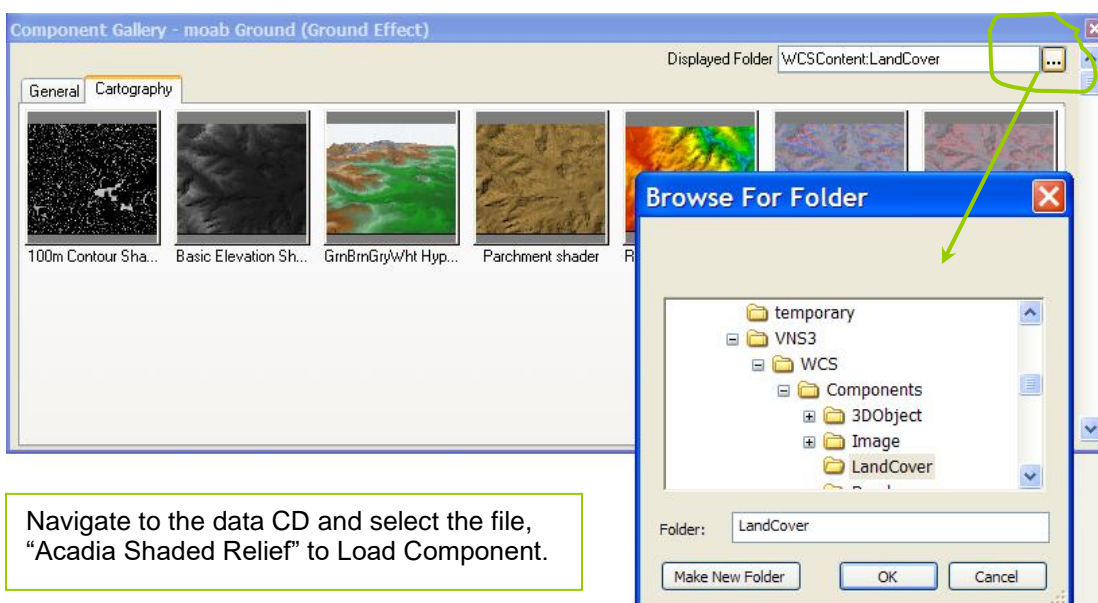 Component Gallery - moab Ground (Ground Effect)
Displayed Folder WCSContent:LandCover ...
General Cartography
100m Contour Sha... Basic Elevation Sh... GrnBrnGryWht Hyp... Parchment shader
Browse For Folder
temporary
VNS3
WCS
Components
3DObject
Image
LandCover
Folder: LandCover
Make New Folder OK Cancel
Navigate to the data CD and select the file,
“Acadia Shaded Relief” to Load Component.